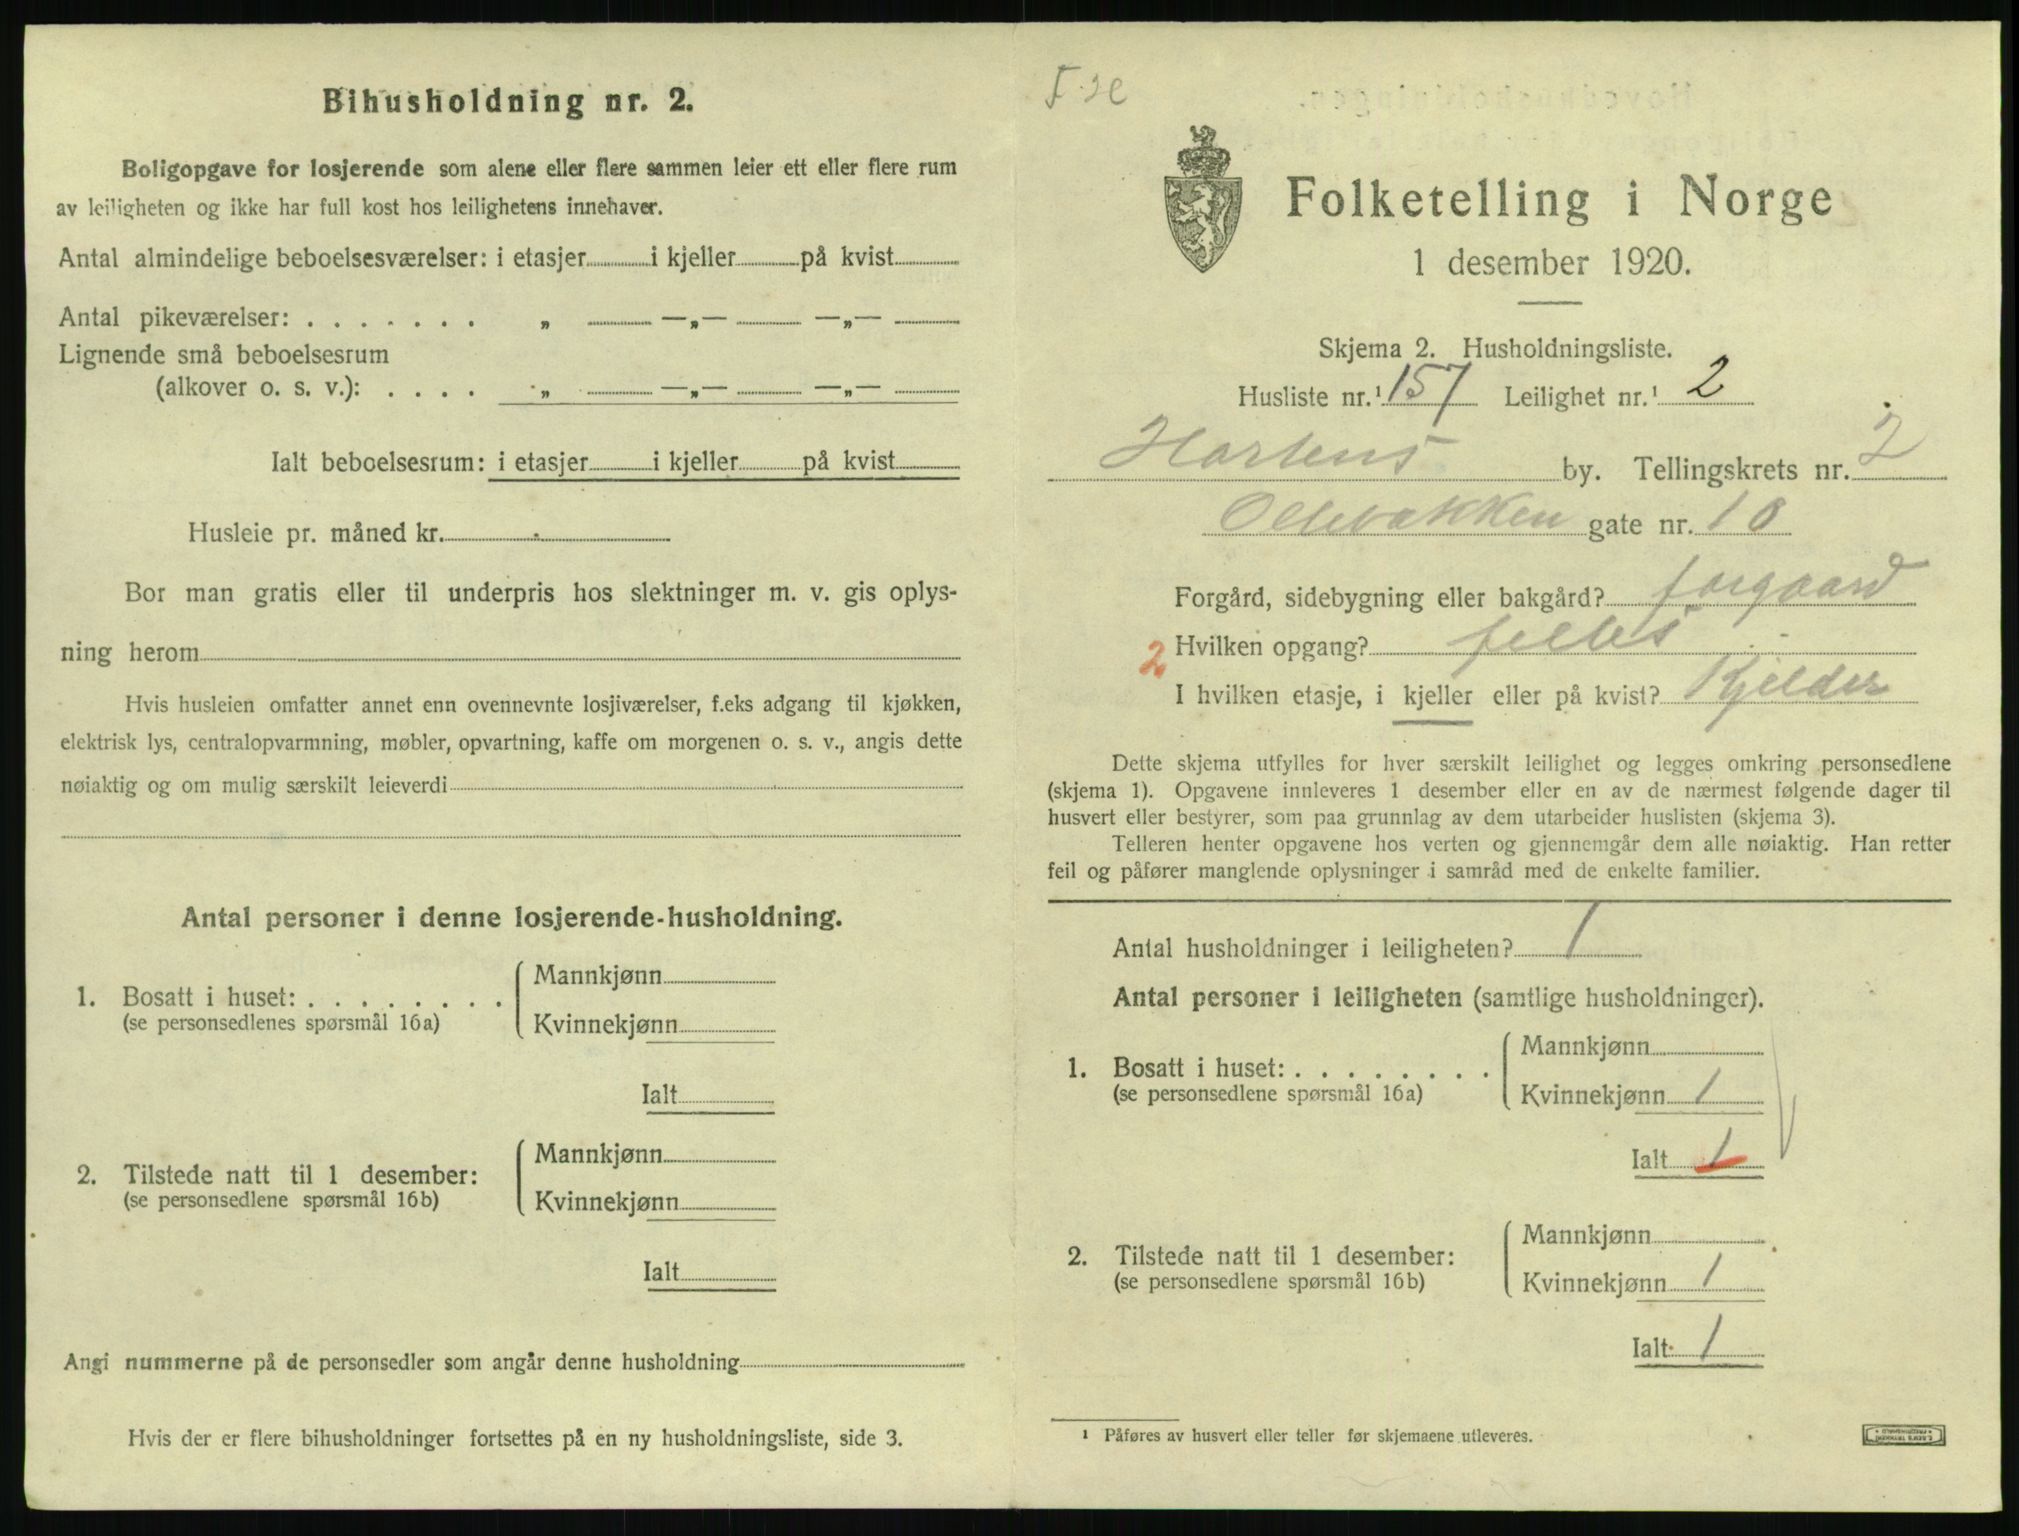 Bihusholdning nr. 2.
Boligopgave for losjerende som alene eller flere sammen leier ett eller flere rum
av leiligheten og ikke har full kost hos leilighetens innehaver.
Antal almindelige beboelsesværelser: i etasjer i kjeller på kvist
Antal pikeværelser: . . . . . . . „ —„— —„—
Lignende små beboelsesrum
(alkover o. s. v.): . . . . „ —„— —„—
Ialt beboelsesrum: i etasjer i kjeller på kvist
Husleie pr. måned kr.
Bor man gratis eller til underpris hos slektninger m. v. gis oplys-
ning herom
Hvis husleien omfatter annet enn ovennevnte losjiværelser, f.eks adgang til kjøkken,
elektrisk lys, centralopvarmning, møbler, opvartning, kaffe om morgenen o. s. v., angis dette
nøiaktig og om mulig særskilt leieverdi
Antal personer i denne losjerende-husholdning.
1. Bosatt i huset: . . . . . . . .
(se personsedlenes spørsmål 16a)
Mannkjønn
Kvinnekjønn
Ialt
2. Tilstede natt til 1 desember:
(se personsedlene spørsmål 16b)
Mannkjønn
Kvinnekjønn
Ialt
Angi nummerne på de personsedler som angår denne husholdning
Hvis der er flere bihusholdninger fortsettes på en ny husholdningsliste, side 3.
Folketelling i Norge
1 desember 1920.
Skjema 2. Husholdningsliste.
Husliste nr.¹ 157 Leilighet nr.¹ 2
Hortens by. Tellingskrets nr. 2
gate nr. 10
Forgård, sidebygning eller bakgård? forgaard
2 Hvilken opgang? felles
I hvilken etasje, i kjeller eller på kvist? Kjelder
Dette skjema utfylles for hver særskilt leilighet og legges omkring personsedlene
(skjema 1). Opgavene innleveres 1 desember eller en av de nærmest følgende dager til
husvert eller bestyrer, som paa grunnlag av dem utarbeider huslisten (skjema 3).
Telleren henter opgavene hos verten og gjennemgår dem alle nøiaktig. Han retter
feil og påfører manglende oplysninger i samråd med de enkelte familier.
Antal husholdninger i leiligheten? 1
Antal personer i leiligheten (samtlige husholdninger).
1. Bosatt i huset: . . . . . . . .
(se personsedlene spørsmål 16a)
Mannkjønn
Kvinnekjønn 1
Ialt 1
2. Tilstede natt til 1 desember:
(se personsedlene spørsmål 16b)
Mannkjønn
Kvinnekjønn 1
Ialt 1
¹ Påføres av husvert eller teller før skjemaene utleveres.